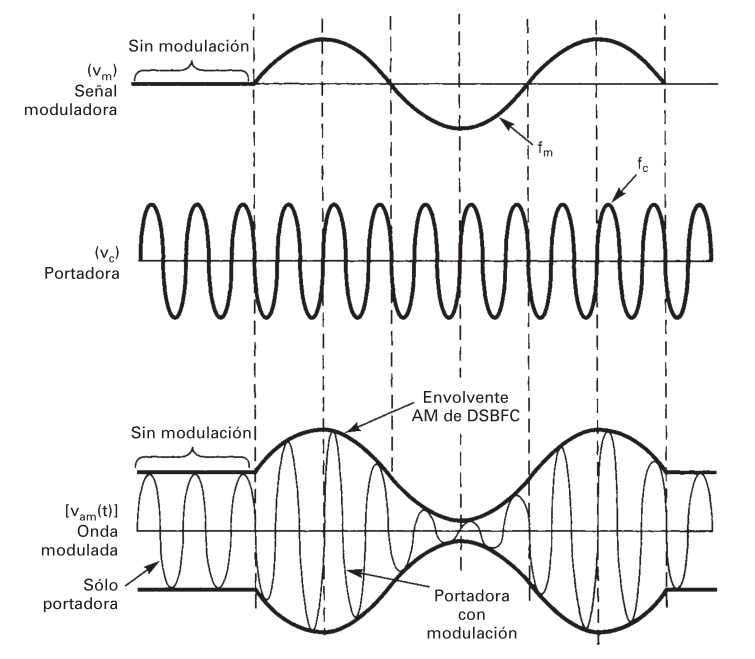 Sin modulación
(vm)
Señal
moduladora
fm
fc
(vc)
Portadora
Envolvente
AM de DSBFC
Sin modulación
[vam(t)]
Onda
modulada
Sólo
portadora
Portadora
con
modulación